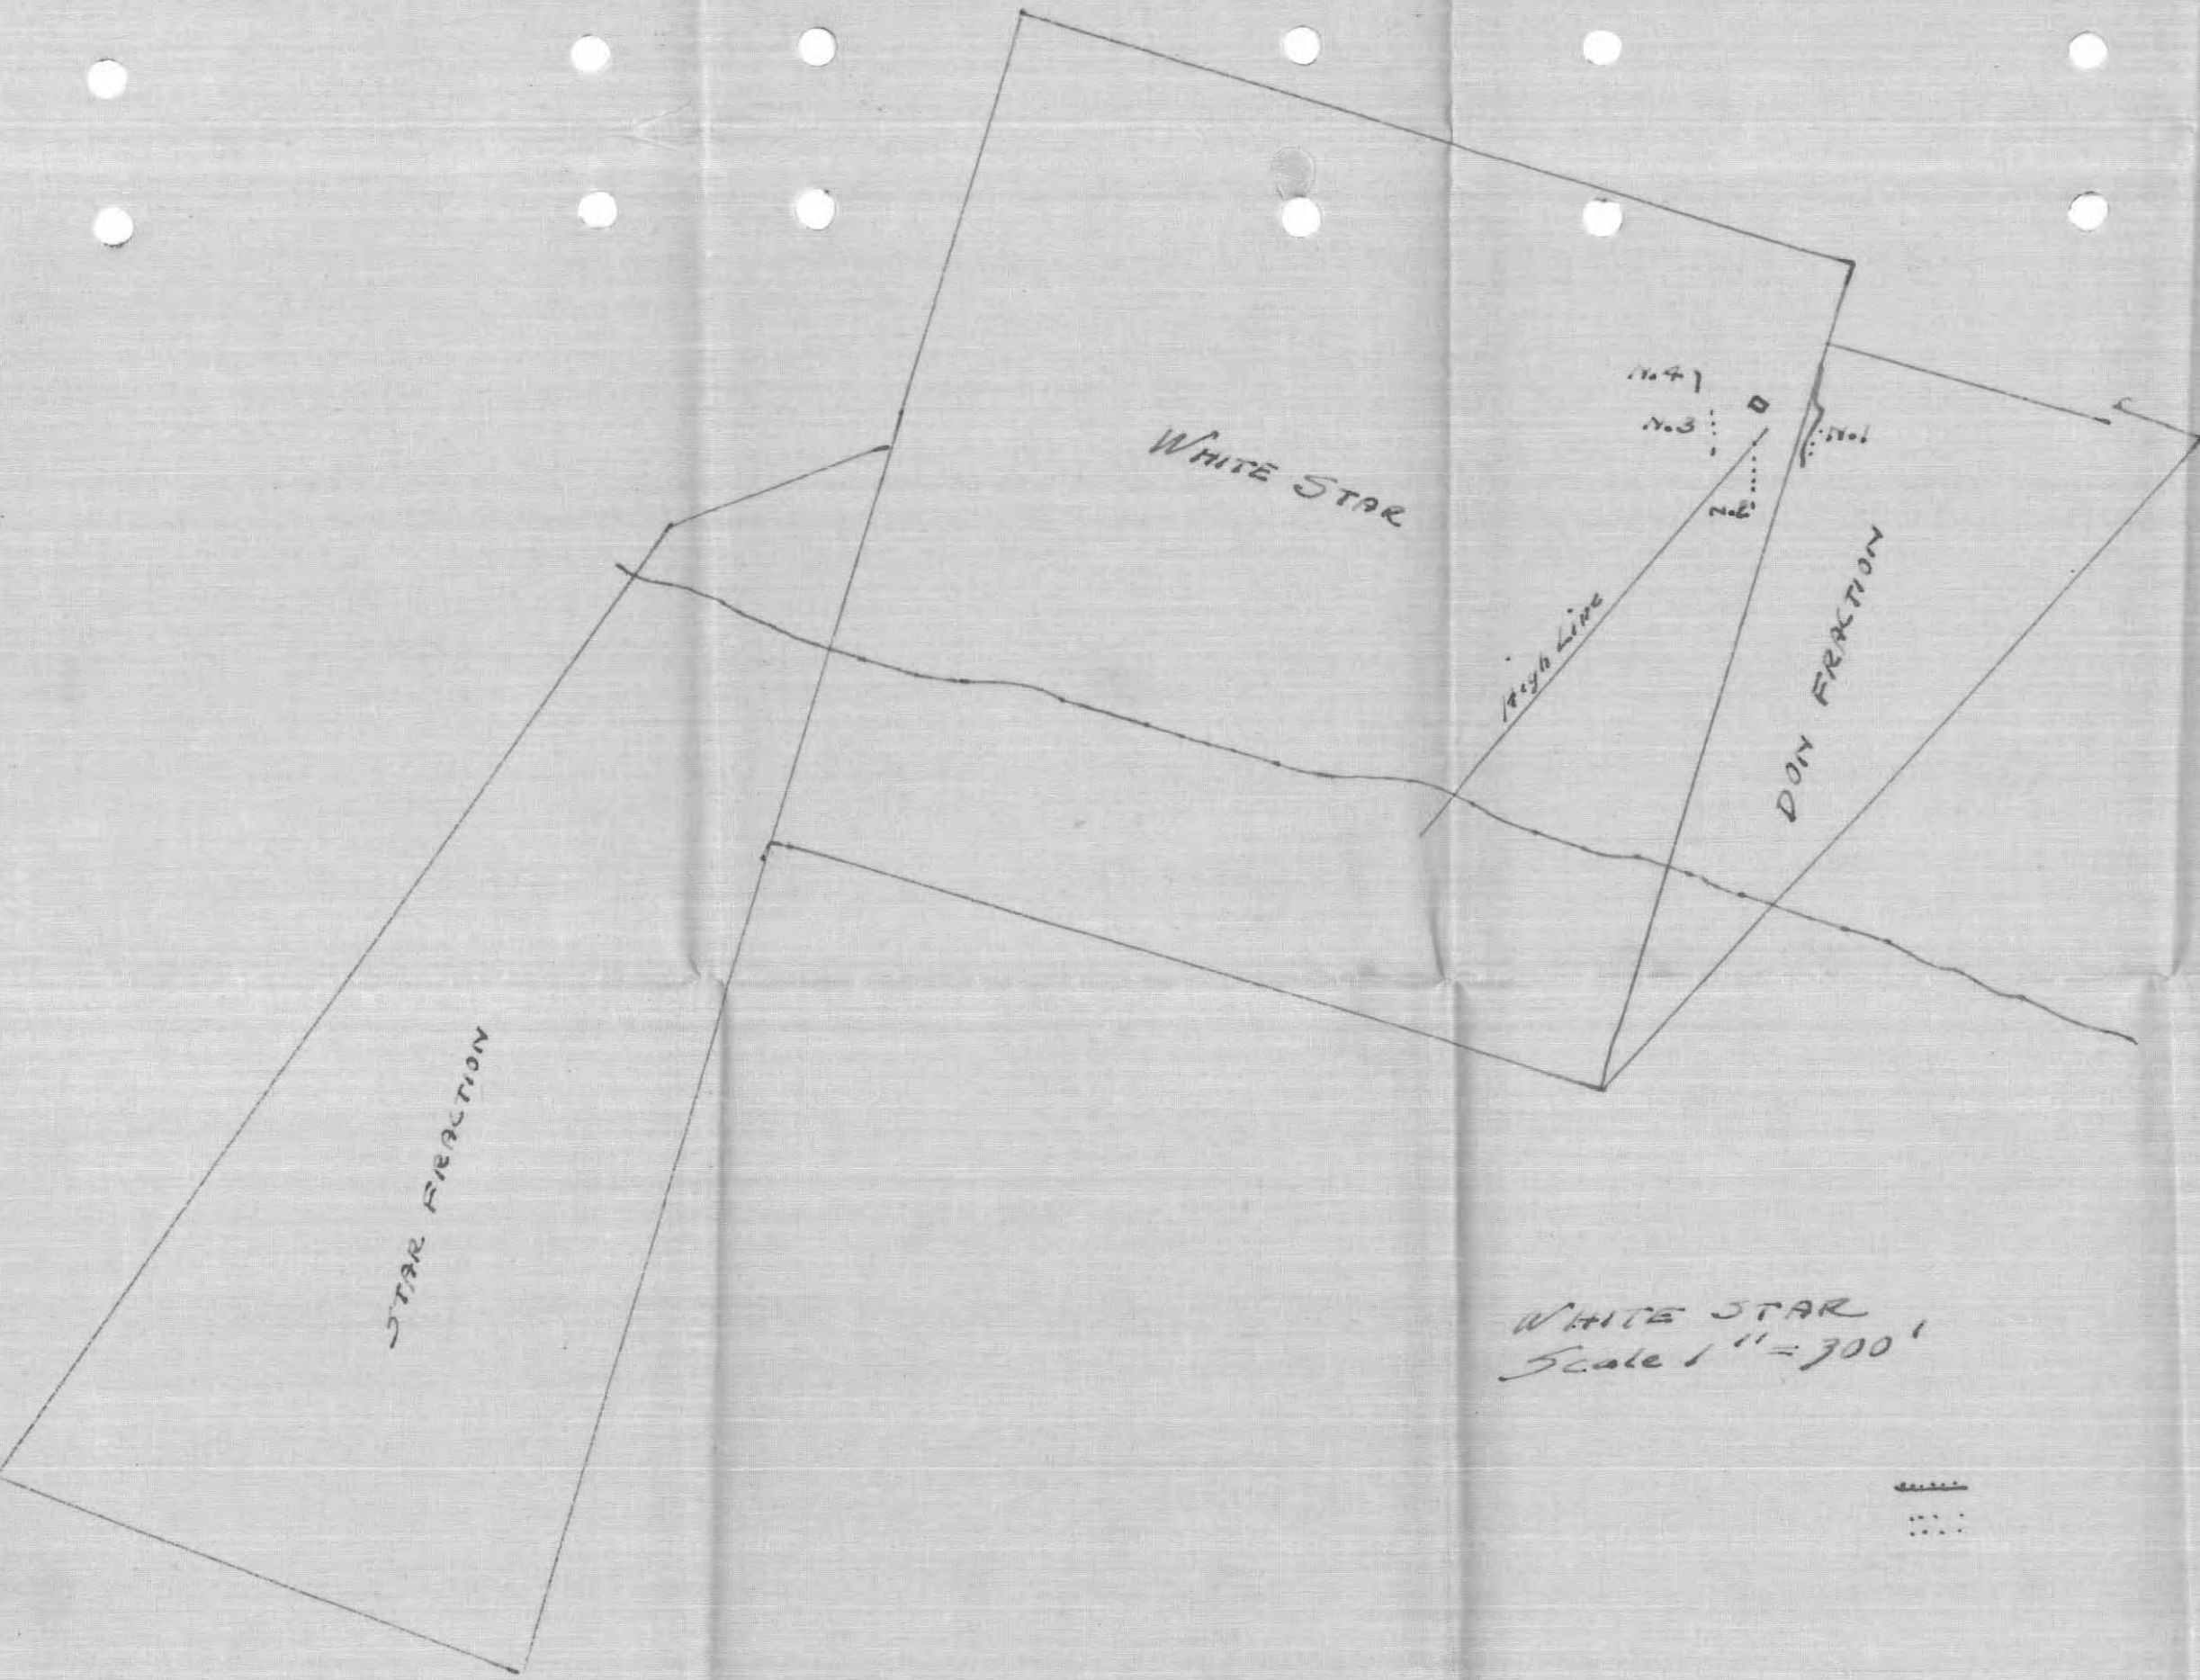 No.4
No.3
No.1
No.2
WHITE STAR
High Line
DON FRACTION
STAR FRACTION
WHITE STAR
Scale 1" = 300'